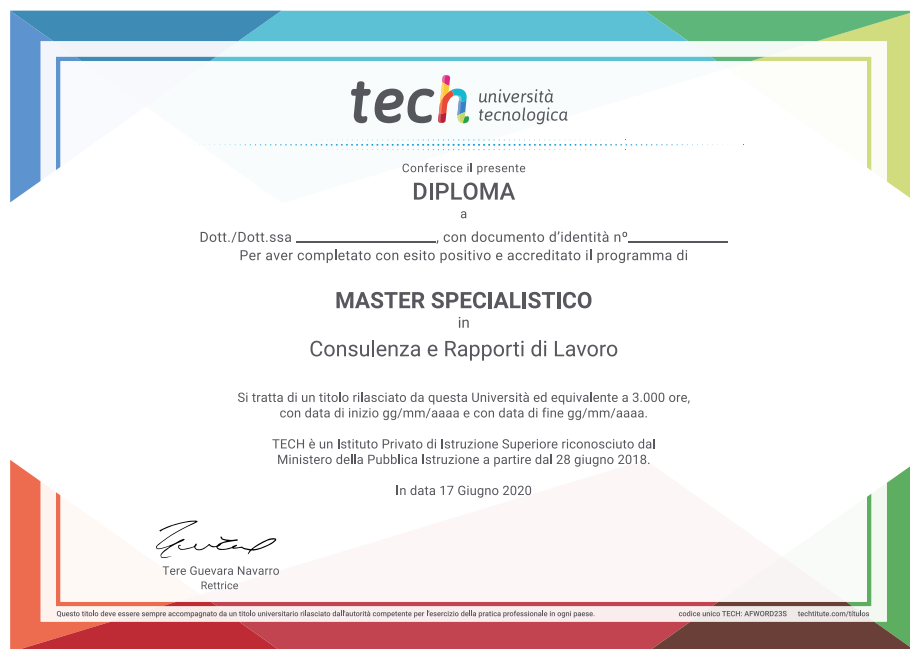 tech università
tecnologica
Conferisce il presente
DIPLOMA
a
Dott./Dott.ssa ____________________, con documento d'identità nº______________
Per aver completato con esito positivo e accreditato il programma di
MASTER SPECIALISTICO
in
Consulenza e Rapporti di Lavoro
Si tratta di un titolo rilasciato da questa Università ed equivalente a 3.000 ore,
con data di inizio gg/mm/aaaa e con data di fine gg/mm/aaaa.
TECH è un Istituto Privato di Istruzione Superiore riconosciuto dal
Ministero della Pubblica Istruzione a partire dal 28 giugno 2018.
In data 17 Giugno 2020
Tere Guevara Navarro
Rettrice
Questo titolo deve essere sempre accompagnato da un titolo universitario rilasciato dall'autorità competente per l'esercizio della pratica professionale in ogni paese. codice unico TECH: AFWORD23S techtitute.com/titulos